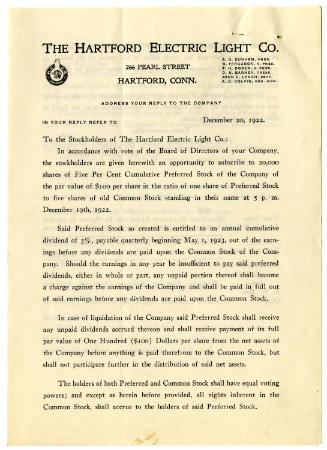 THE HARTFORD ELECTRIC LIGHT CO.
266 PEARL STREET
HARTFORD, CONN.
ADDRESS YOUR REPLY TO THE COMPANY
IN YOUR REPLY REFER TO
December 20, 1922.
To the Stockholders of The Hartford Electric Light Co.:
In accordance with vote of the Board of Directors of your Company,
the stockholders are given herewith an opportunity to subscribe to 20,000
shares of Five Per Cent Cumulative Preferred Stock of the Company of
the par value of $100 per share in the ratio of one share of Preferred Stock
to five shares of old Common Stock standing in their name at 5 p. m.
December 19th, 1922.
Said Preferred Stock so created is entitled to an annual cumulative
dividend of 5%, payable quarterly beginning May 1, 1923, out of the earn-
ings before any dividends are paid upon the Common Stock of the Com-
pany. Should the earnings in any year be insufficient to pay said preferred
dividends, either in whole or part, any unpaid portion thereof shall become
a charge against the earnings of the Company and shall be paid in full out
of said earnings before any dividends are paid upon the Common Stock.
In case of liquidation of the Company said Preferred Stock shall receive
any unpaid dividends accrued thereon and shall receive payment of its full
par value of One Hundred ($100) Dollars per share from the net assets of
the Company before anything is paid therefrom to the Common Stock, but
shall not participate further in the distribution of said net assets.
The holders of both Preferred and Common Stock shall have equal voting
powers; and except as herein before provided, all rights inherent in the
Common Stock, shall accrue to the holders of said Preferred Stock.